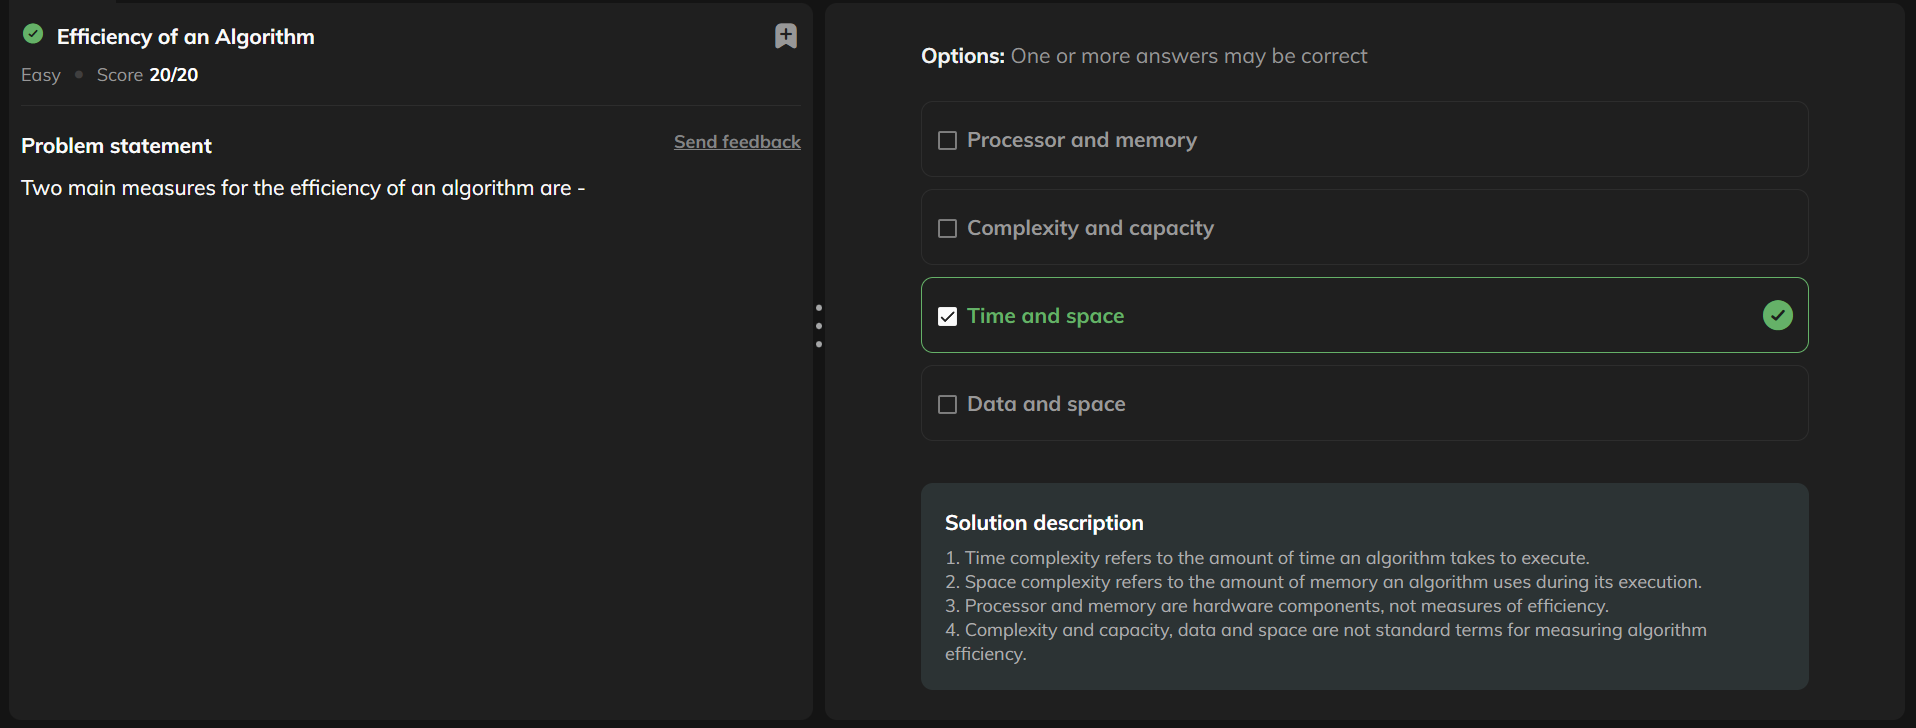 Efficiency of an Algorithm
Easy • Score 20/20
Problem statement
Send feedback
Two main measures for the efficiency of an algorithm are -
Options: One or more answers may be correct
Processor and memory
Complexity and capacity
Time and space
Data and space
Solution description
1. Time complexity refers to the amount of time an algorithm takes to execute.
2. Space complexity refers to the amount of memory an algorithm uses during its execution.
3. Processor and memory are hardware components, not measures of efficiency.
4. Complexity and capacity, data and space are not standard terms for measuring algorithm
efficiency.